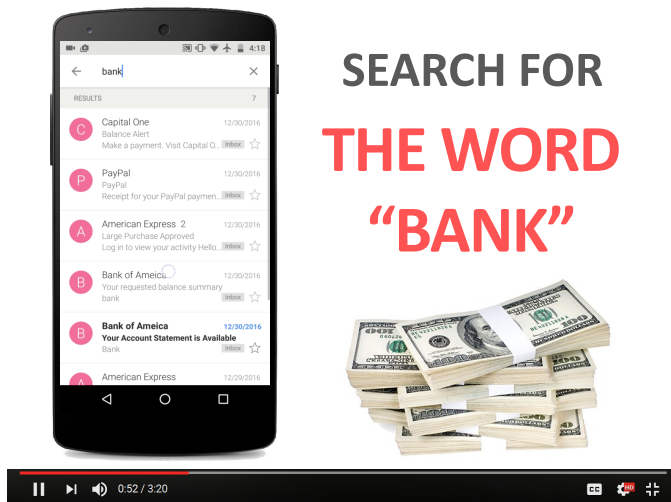 4:18
bank
RESULTS 7
C
Capital One 12/30/2016
Balance Alert
Make a payment. Visit Capital O... Inbox
P
PayPal 12/30/2016
PayPal
Receipt for your PayPal paymen... Inbox
A
American Express 2 12/30/2016
Large Purchase Approved
Log in to view your activity Hello... Inbox
B
Bank of Ameica 12/30/2016
Your requested balance summary
bank Inbox
B
Bank of Ameica 12/30/2016
Your Account Statement is Available
Bank Inbox
A
American Express 12/29/2016
SEARCH FOR
THE WORD
“BANK”
100
0:52 / 3:20
CC
HD